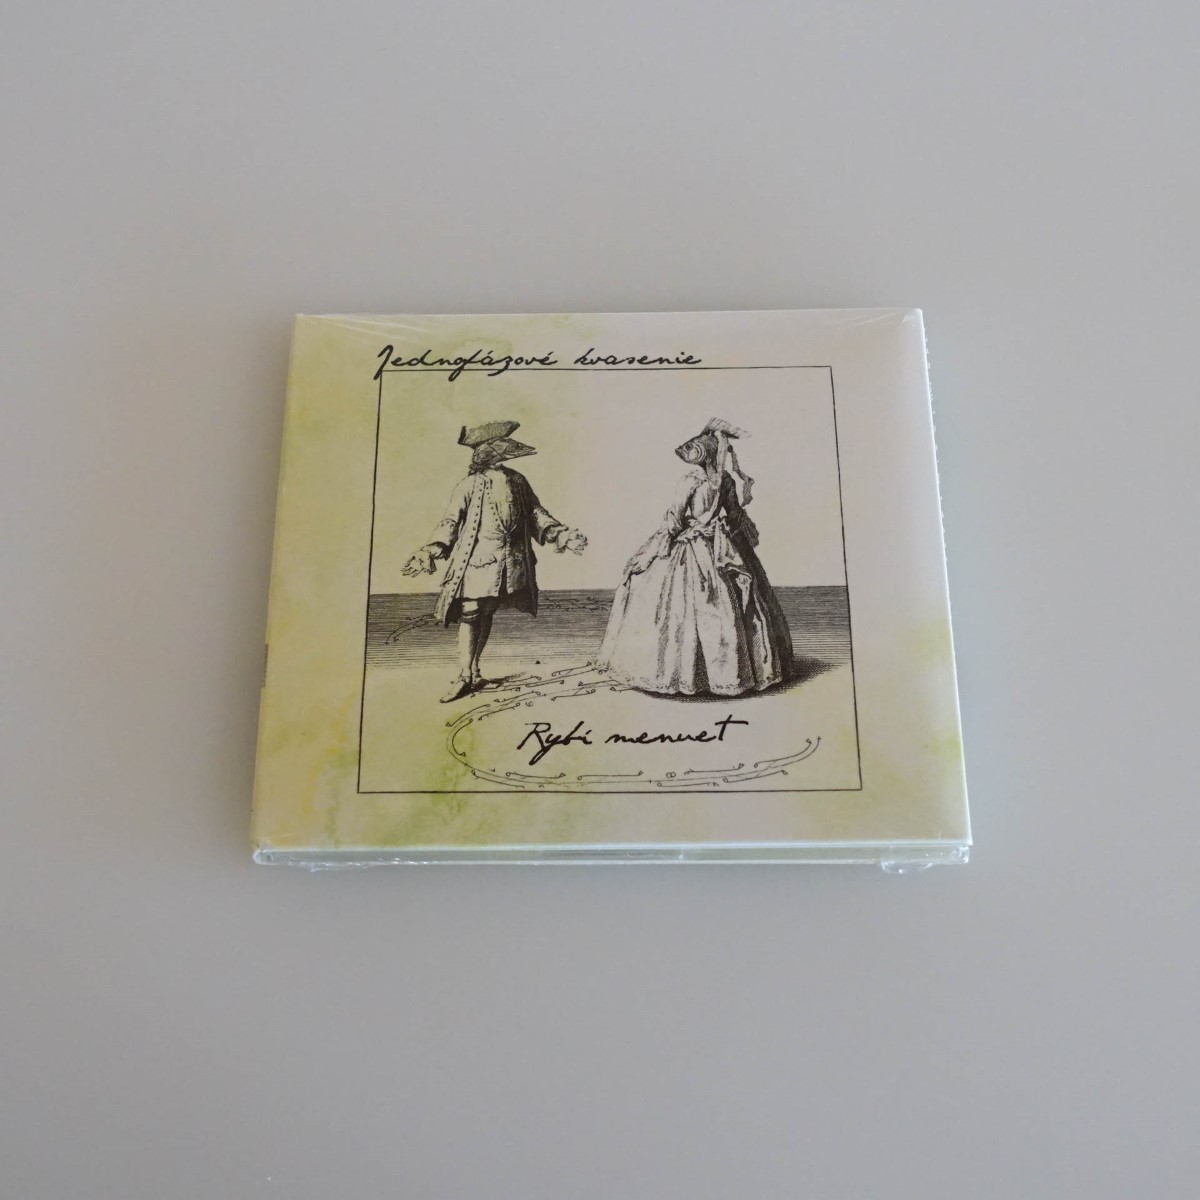 Jednofázové kvasenie
Rybí menuet